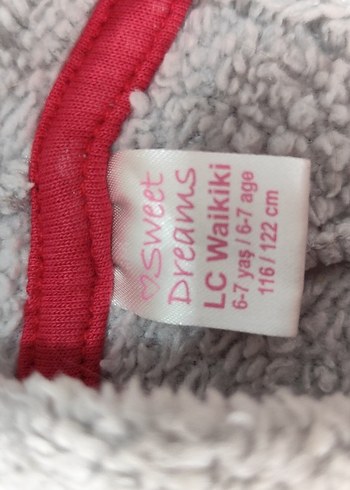 ♡Sweet
Dreams
LC Waikiki
6-7 yaş / 6-7 age
116 / 122 cm